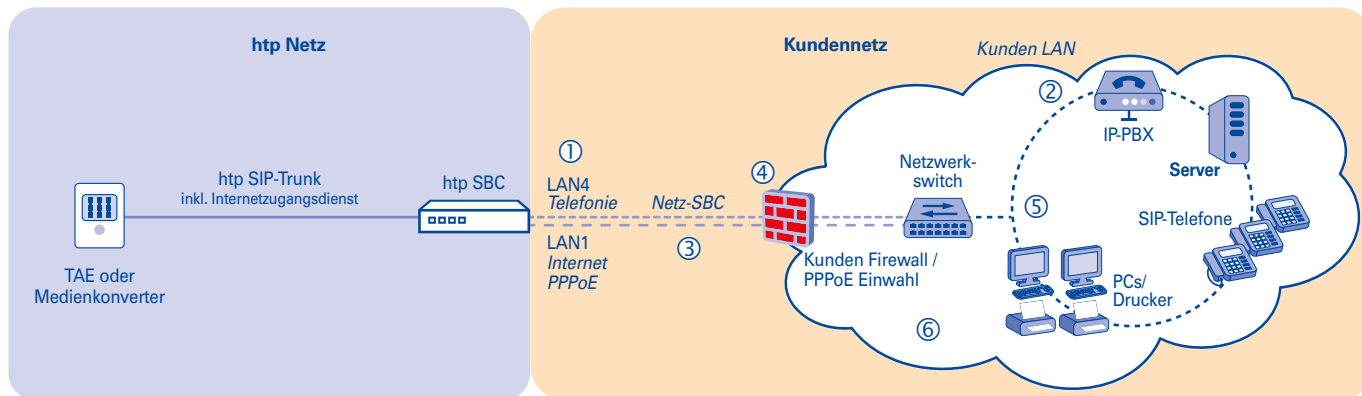 htp Netz
Kundennetz
Kunden LAN
②
IP-PBX
Server
①
④
Netzwerk-
switch
htp SIP-Trunk
inkl. Internetzugangsdienst
htp SBC
LAN4
Telefonie
Netz-SBC
⑤
SIP-Telefone
③
LAN1
Internet
PPPoE
Kunden Firewall /
PPPoE Einwahl
TAE oder
Medienkonverter
PCs/
Drucker
⑥